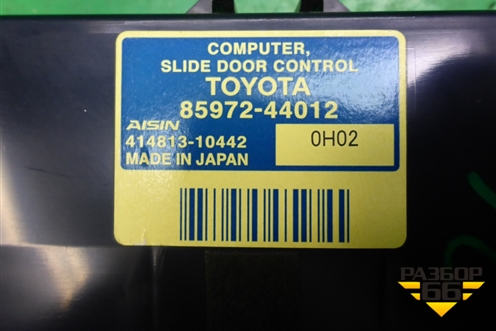 COMPUTER,
SLIDE DOOR CONTROL
TOYOTA
85972-44012
AISIN
414813-10442
0H02
MADE IN JAPAN
РАЗБОР
66